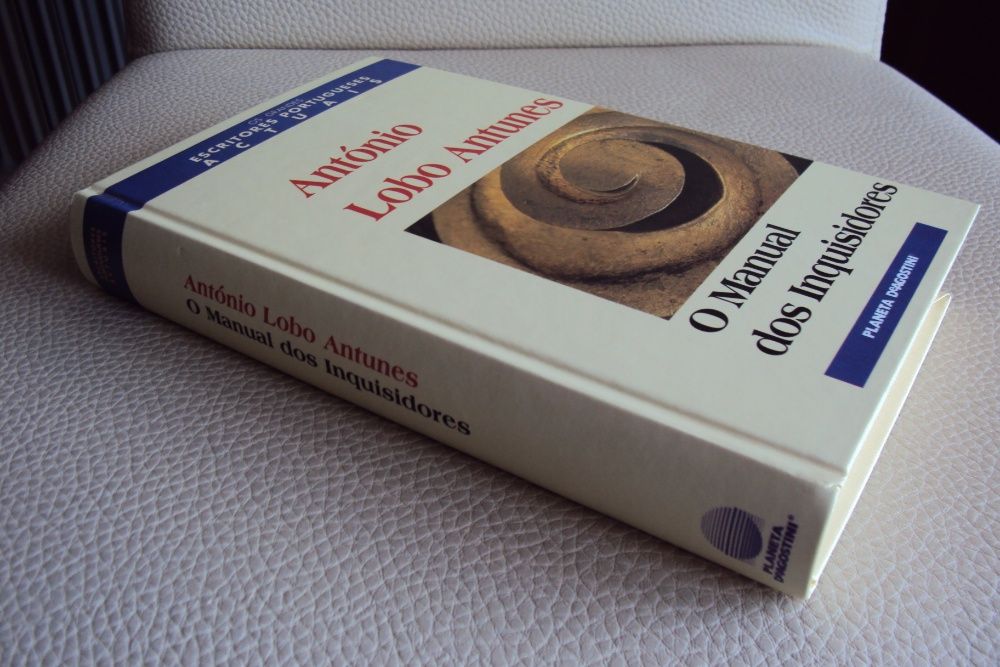 OS GRANDES
ESCRITORES PORTUGUESES
ACTUAIS
António
Lobo Antunes
O Manual
dos Inquisidores
PLANETA DeAGOSTINI
António Lobo Antunes
O Manual dos Inquisidores
PLANETA
DeAGOSTINI®